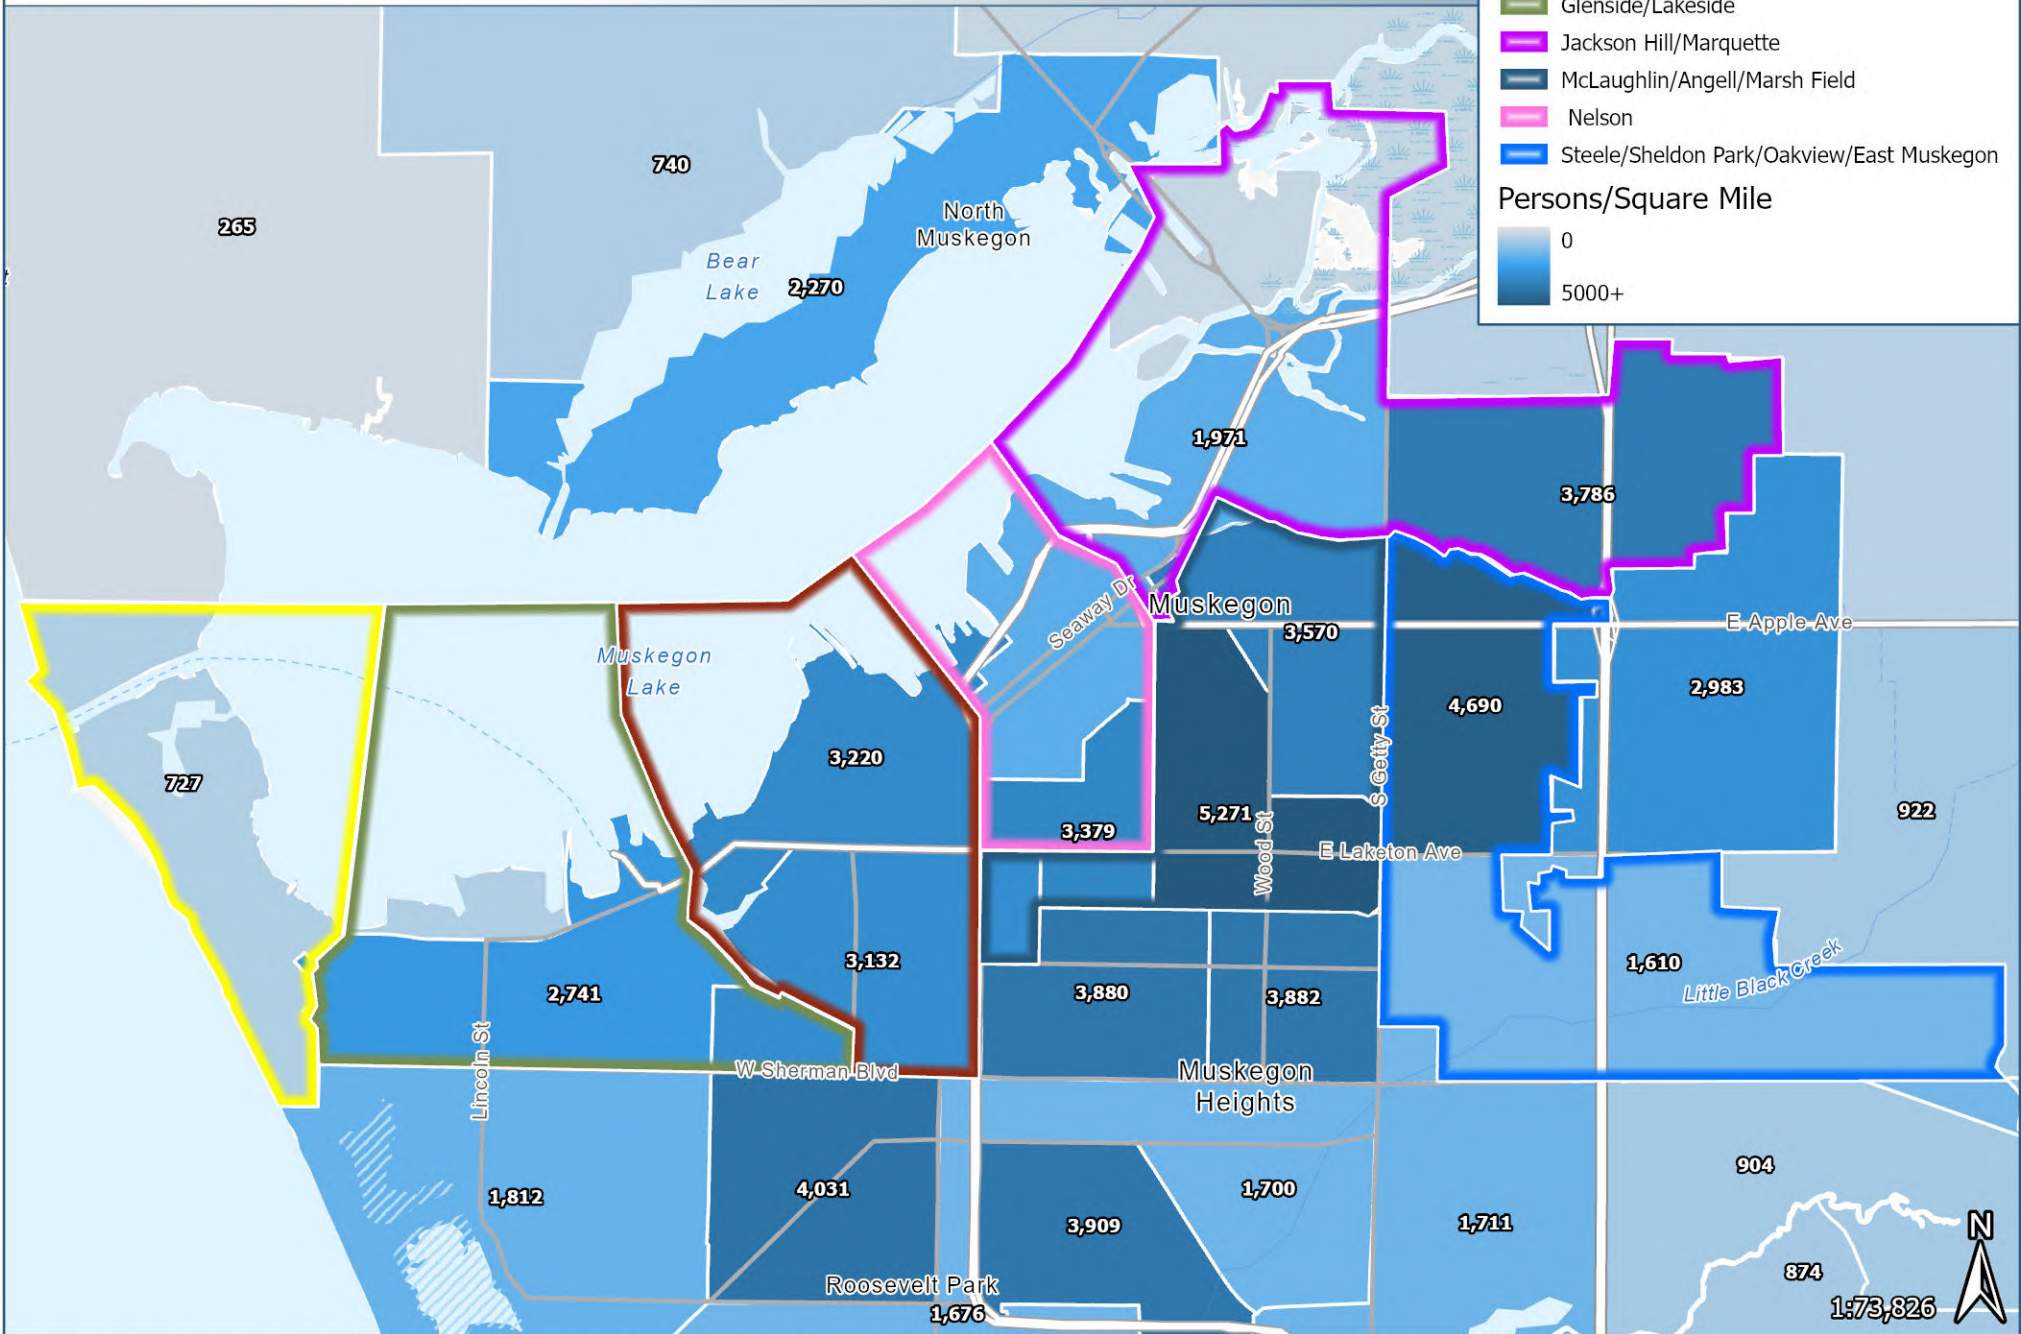 Glenside/Lakeside
Jackson Hill/Marquette
McLaughlin/Angell/Marsh Field
Nelson
Steele/Sheldon Park/Oakview/East Muskegon
Persons/Square Mile
0
5000+
740
265
North
Muskegon
Bear
Lake
2,270
1,971
3,786
Seaway Dr
Muskegon
3,570
E Apple Ave
Muskegon
Lake
2,983
4,690
S Getty St
3,220
727
5,271
922
3,379
Wood St
E Laketon Ave
3,132
1,610
Little Black Creek
2,741
3,880
3,882
Lincoln St
W Sherman Blvd
Muskegon
Heights
904
4,031
1,700
1,812
3,909
1,711
N
874
Roosevelt Park
1,676
1:73,826